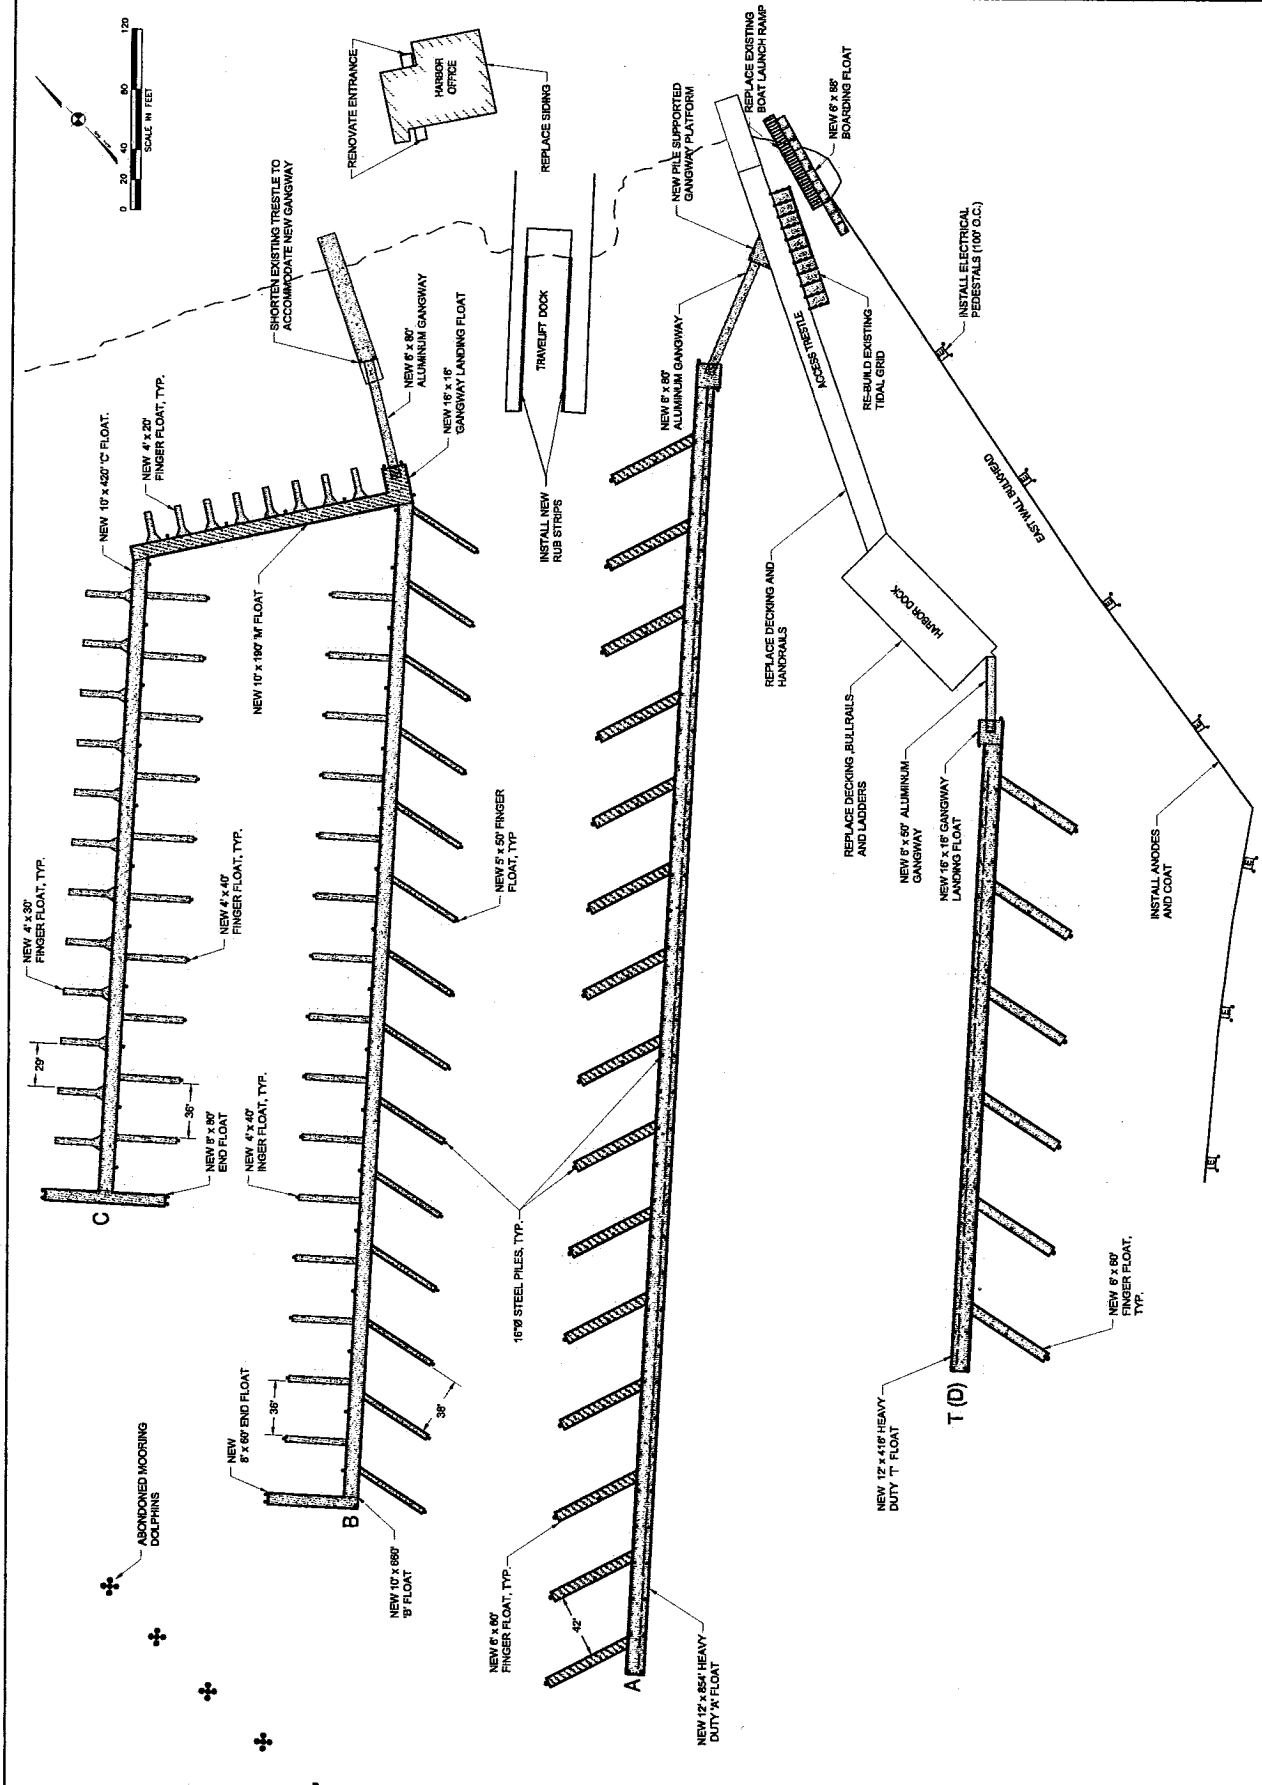 0
20
40
80
120
SCALE IN FEET
RENOVATE ENTRANCE
HARBOR
OFFICE
REPLACE SIDING
SHORTEN EXISTING TRESTLE TO
ACCOMMODATE NEW GANGWAY
NEW 6' x 80'
ALUMINUM GANGWAY
NEW 16' x 16'
GANGWAY LANDING FLOAT
TRAVELIFT DOCK
INSTALL NEW
RUB STRIPS
NEW PILE SUPPORTED
GANGWAY PLATFORM
REPLACE EXISTING
BOAT LAUNCH RAMP
NEW 6' x 88'
BOARDING FLOAT
NEW 6' x 80'
ALUMINUM GANGWAY
ACCESS TRESTLE
RE-BUILD EXISTING
TIDAL GRID
INSTALL ELECTRICAL
PEDESTALS (100' O.C.)
E
E
E
E
E
E
E
EAST WALL BULKHEAD
NEW 10' x 420' 'C' FLOAT.
NEW 4' x 20'
FINGER FLOAT, TYP.
NEW 10' x 190' 'M' FLOAT
REPLACE DECKING AND
HANDRAILS
HARBOR DOCK
REPLACE DECKING, BULLRAILS
AND LADDERS
NEW 6' x 50' ALUMINUM
GANGWAY
NEW 16' x 16' GANGWAY
LANDING FLOAT
INSTALL ANODES
AND COAT
NEW 4' x 30'
FINGER FLOAT, TYP.
NEW 4' x 40'
FINGER FLOAT, TYP.
NEW 5' x 50' FINGER
FLOAT, TYP
29'
36'
NEW 8' x 80'
END FLOAT
C
NEW 4' x 40'
INGER FLOAT, TYP.
16"Ø STEEL PILES, TYP.
NEW 6' x 60'
FINGER FLOAT,
TYP.
NEW
8' x 60' END FLOAT
36'
38'
B
ABONDONED MOORING
DOLPHINS
NEW 10' x 660'
'B' FLOAT
NEW 6' x 60'
FINGER FLOAT, TYP.
42'
A
NEW 12' x 854' HEAVY
DUTY 'A' FLOAT
T (D)
NEW 12' x 416' HEAVY
DUTY 'T' FLOAT